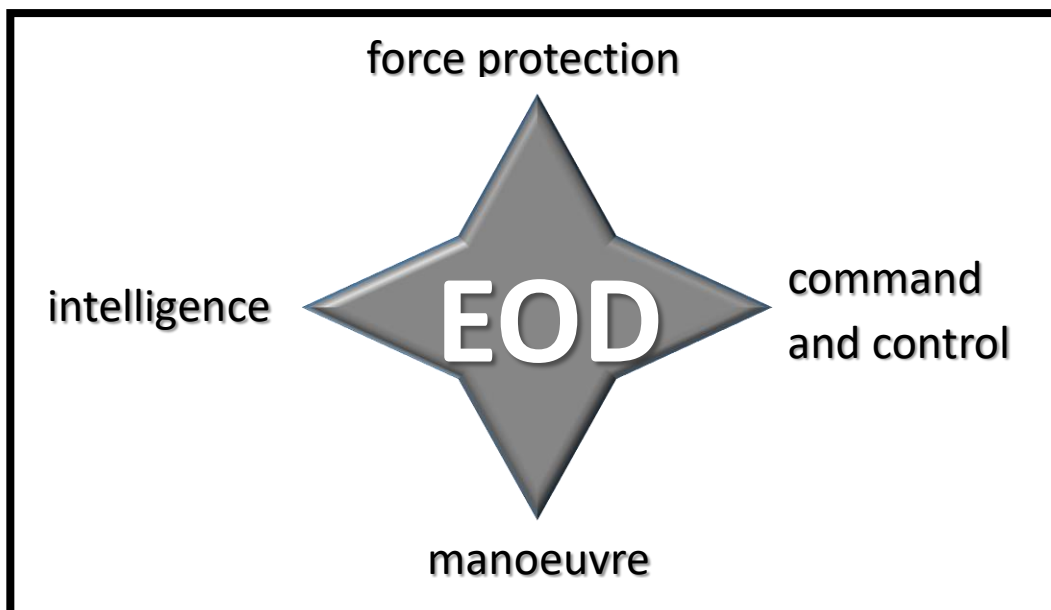 force protection
intelligence
EOD
command
and control
manoeuvre